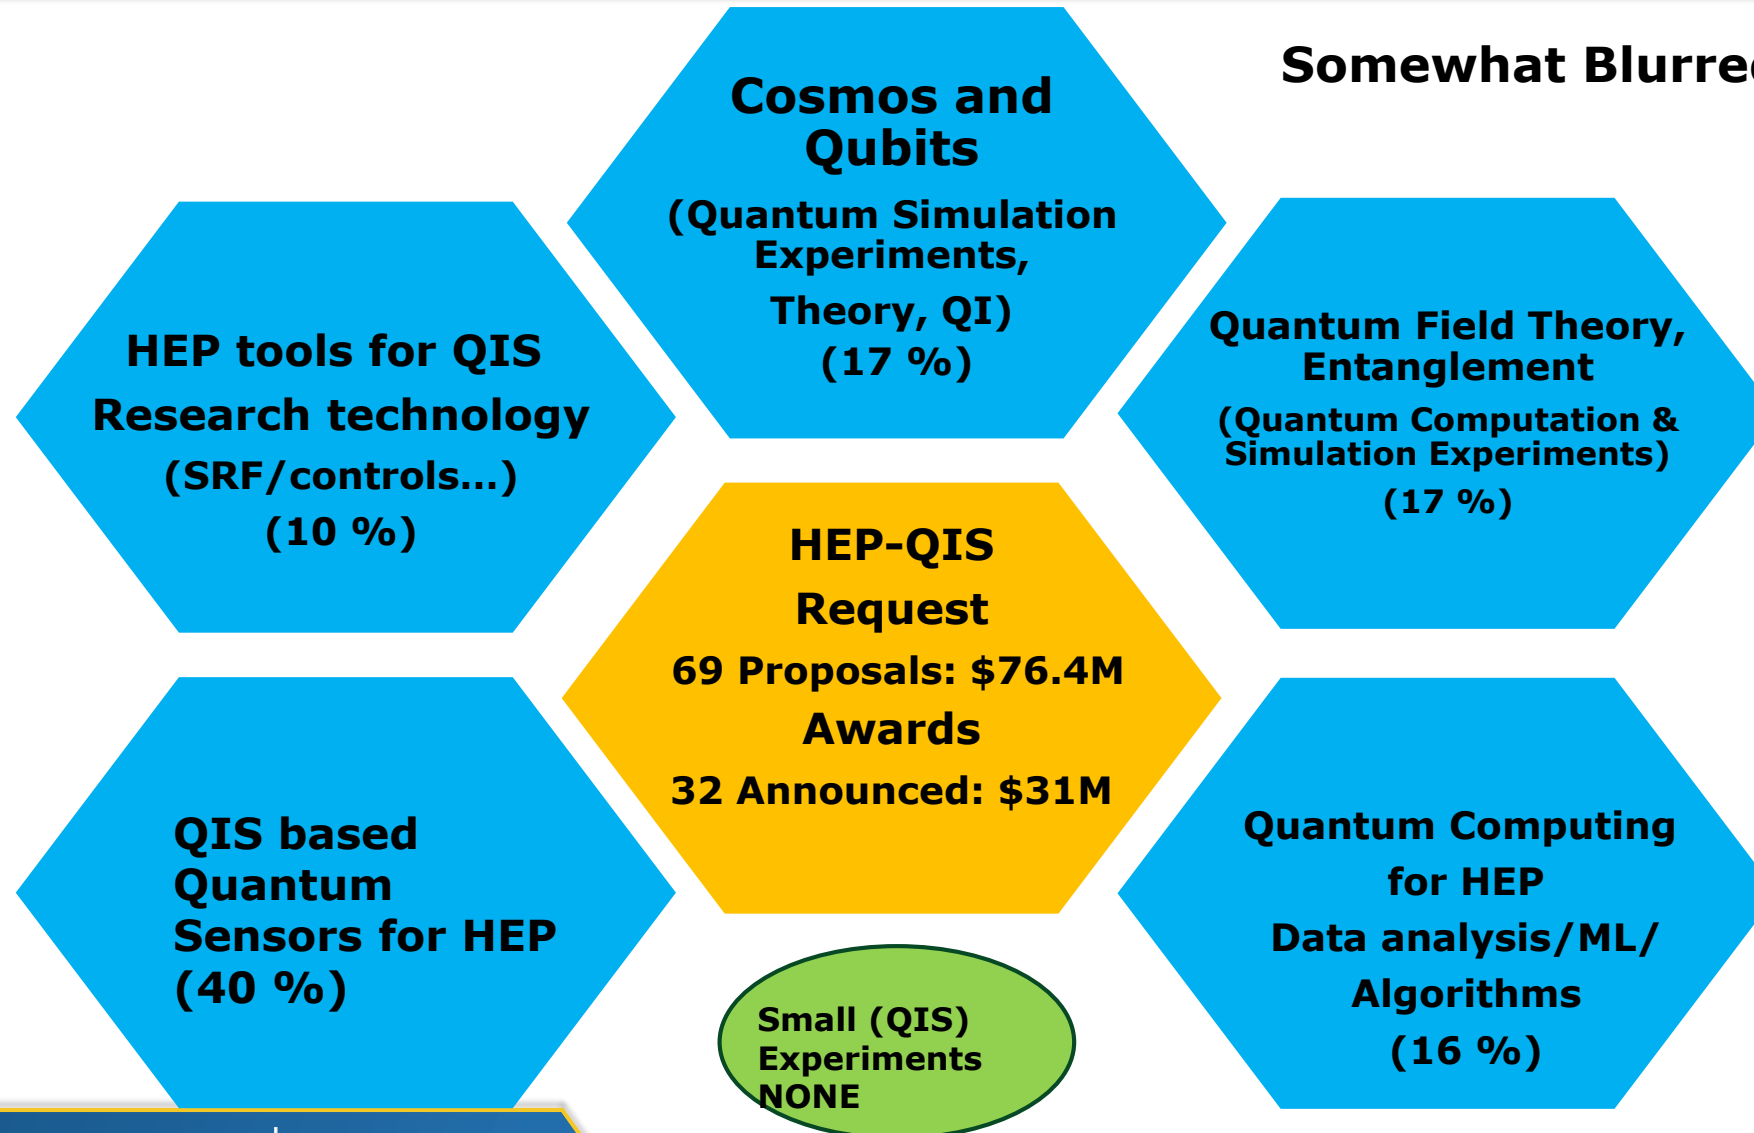 Somewhat Blurred
Cosmos and
Qubits
(Quantum Simulation
Experiments,
Theory, QI)
(17 %)
HEP tools for QIS
Research technology
(SRF/controls...)
(10 %)
Quantum Field Theory,
Entanglement
(Quantum Computation &
Simulation Experiments)
(17 %)
HEP-QIS
Request
69 Proposals: $76.4M
Awards
32 Announced: $31M
QIS based
Quantum
Sensors for HEP
(40 %)
Quantum Computing
for HEP
Data analysis/ML/
Algorithms
(16 %)
Small (QIS)
Experiments
NONE